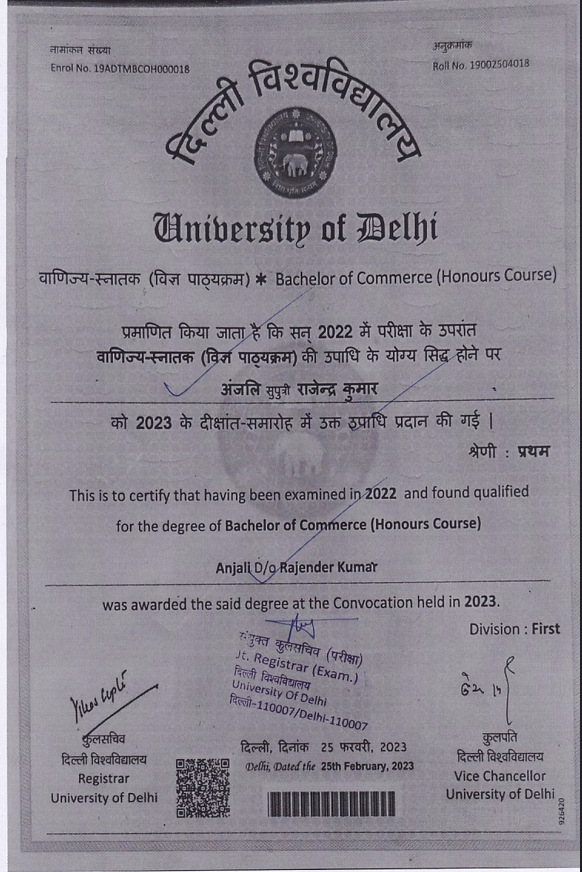 नामांकन संख्या
Enrol No. 19ADTMBCOH000018
अनुक्रमांक
Roll No. 19002504018
दिल्ली विश्वविद्यालय
University of Delhi
वाणिज्य-स्नातक (विज्ञ पाठ्यक्रम) * Bachelor of Commerce (Honours Course)
प्रमाणित किया जाता है कि सन् 2022 में परीक्षा के उपरांत
वाणिज्य-स्नातक (विज्ञ पाठ्यक्रम) की उपाधि के योग्य सिद्ध होने पर
अंजलि सुपुत्री राजेन्द्र कुमार
को 2023 के दीक्षांत-समारोह में उक्त उपाधि प्रदान की गई |
श्रेणी : प्रथम
This is to certify that having been examined in 2022 and found qualified
for the degree of Bachelor of Commerce (Honours Course)
Anjali D/o Rajender Kumar
was awarded the said degree at the Convocation held in 2023.
Division : First
संयुक्त कुलसचिव (परीक्षा)
Jt. Registrar (Exam.)
दिल्ली विश्वविद्यालय
University Of Delhi
दिल्ली-110007/Delhi-110007
कुलसचिव
दिल्ली विश्वविद्यालय
Registrar
University of Delhi
दिल्ली, दिनांक 25 फरवरी, 2023
Delhi, Dated the 25th February, 2023
कुलपति
दिल्ली विश्वविद्यालय
Vice Chancellor
University of Delhi
926420